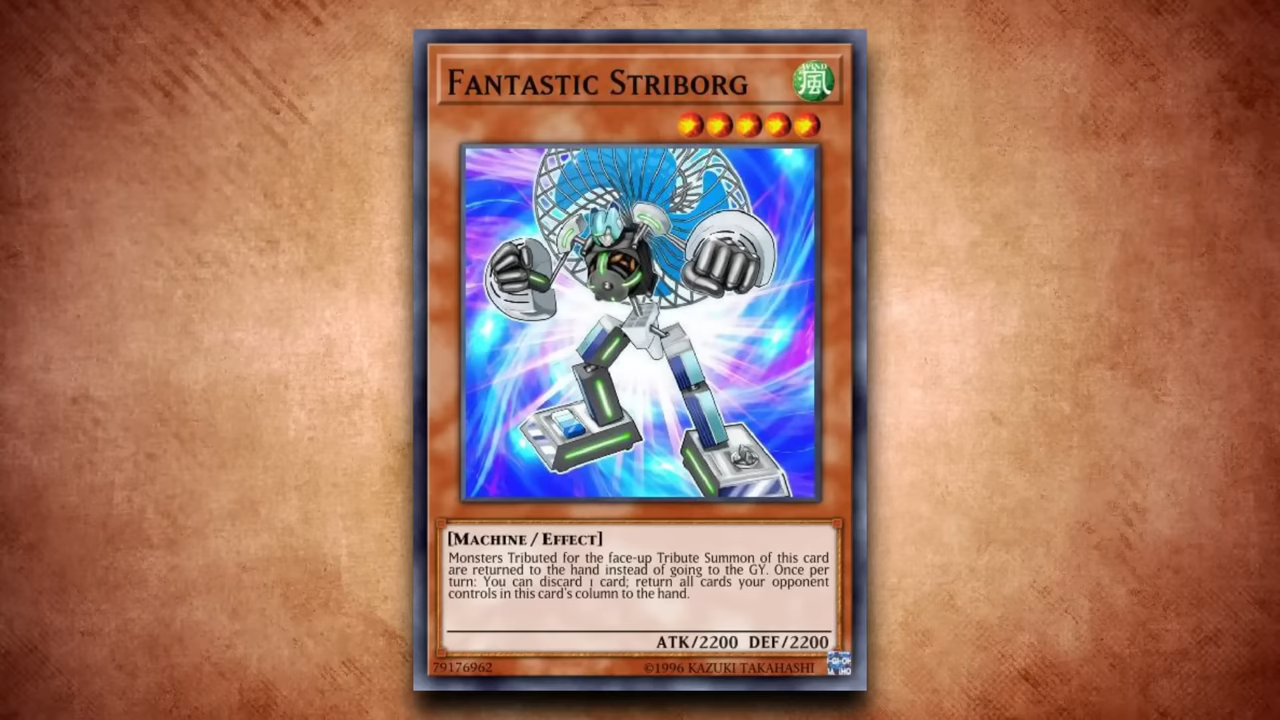 FANTASTIC STRIBORG
WIND
風
[MACHINE / EFFECT]
Monsters Tributed for the face-up Tribute Summon of this card
are returned to the hand instead of going to the GY. Once per
turn: You can discard 1 card; return all cards your opponent
controls in this card's column to the hand.
ATK/2200 DEF/2200
79176962
©1996 KAZUKI TAKAHASHI